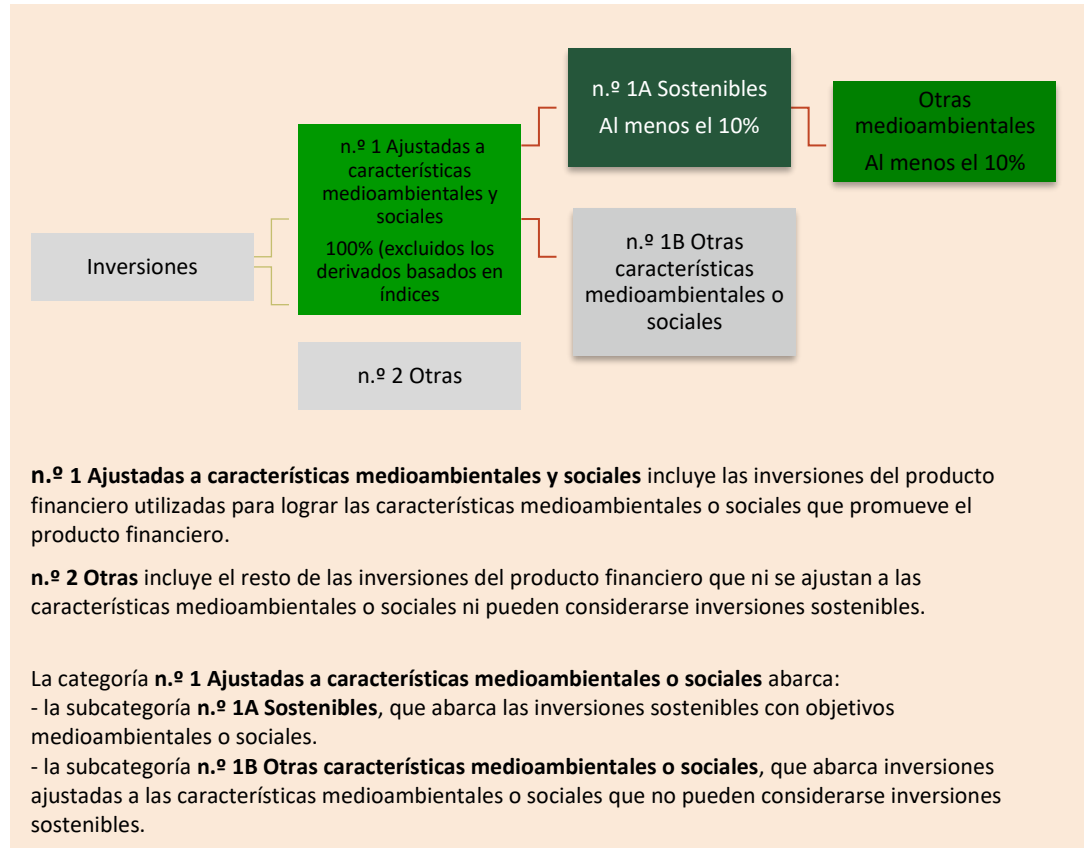 n.º 1A Sostenibles
Al menos el 10%
Otras
medioambientales
Al menos el 10%
n.º 1 Ajustadas a
características
medioambientales y
sociales
100% (excluidos los
derivados basados en
índices
Inversiones
n.º 1B Otras
características
medioambientales o
sociales
n.º 2 Otras
n.º 1 Ajustadas a características medioambientales y sociales incluye las inversiones del producto
financiero utilizadas para lograr las características medioambientales o sociales que promueve el
producto financiero.
n.º 2 Otras incluye el resto de las inversiones del producto financiero que ni se ajustan a las
características medioambientales o sociales ni pueden considerarse inversiones sostenibles.
La categoría n.º 1 Ajustadas a características medioambientales o sociales abarca:
- la subcategoría n.º 1A Sostenibles, que abarca las inversiones sostenibles con objetivos
medioambientales o sociales.
- la subcategoría n.º 1B Otras características medioambientales o sociales, que abarca inversiones
ajustadas a las características medioambientales o sociales que no pueden considerarse inversiones
sostenibles.